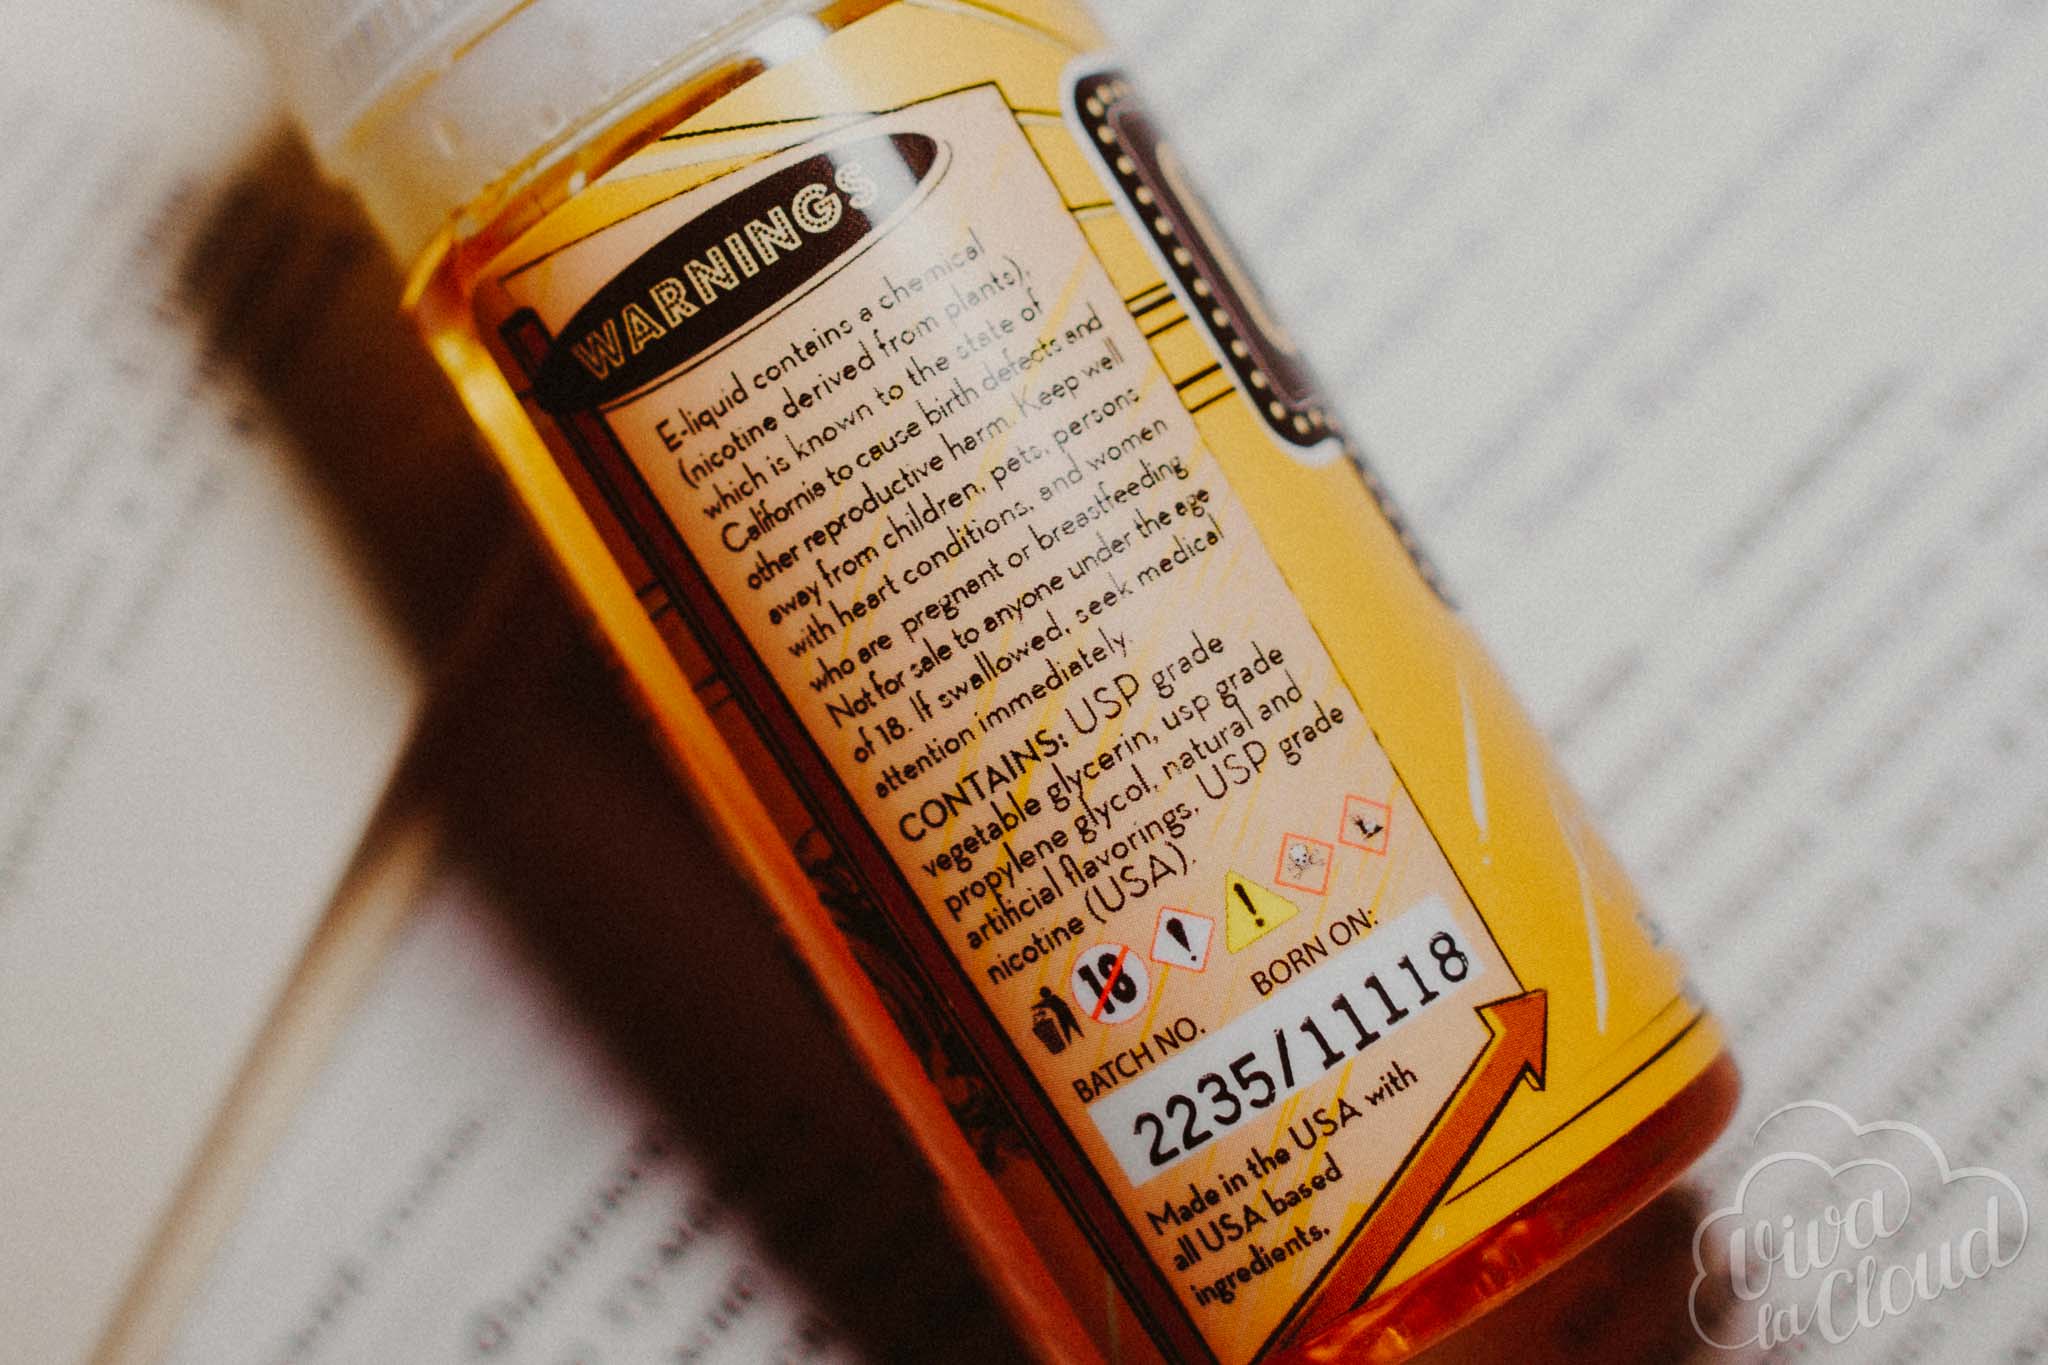 WARNINGS
E-liquid contains a chemical
(nicotine derived from plants),
which is known to the state of
California to cause birth defects and
other reproductive harm. Keep well
away from children, pets, persons
with heart conditions, and women
who are pregnant or breastfeeding
Not for sale to anyone under the age
of 18. If swallowed, seek medical
attention immediately.
CONTAINS: USP grade
vegetable glycerin, usp grade
propylene glycol, natural and
artificial flavorings, USP grade
nicotine (USA).
18 ! !
BATCH NO. BORN ON:
2235/11118
Made in the USA with
all USA based
ingredients.
Viva
la Cloud